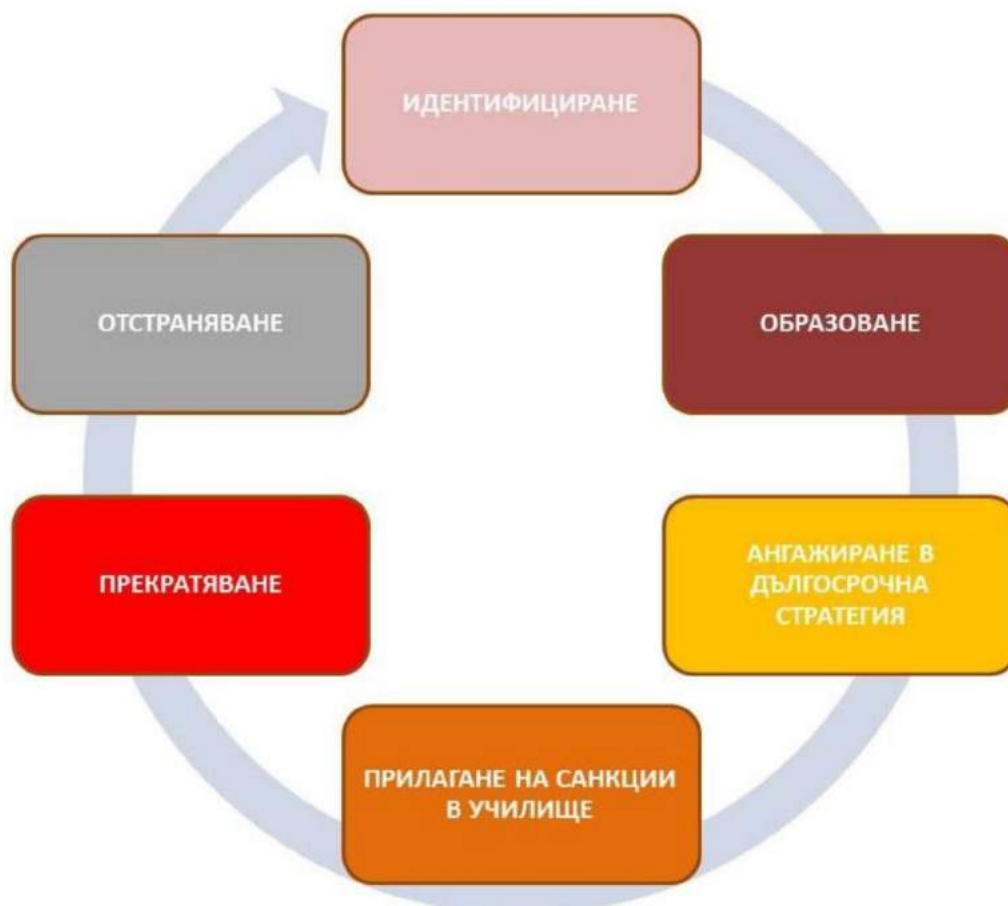 ИДЕНТИФИЦИРАНЕ
ОБРАЗОВАНЕ
АНГАЖИРАНЕ В
ДЪЛГОСРОЧНА
СТРАТЕГИЯ
ПРИЛАГАНЕ НА САНКЦИИ
В УЧИЛИЩЕ
ПРЕКРАТЯВАНЕ
ОТСТРАНЯВАНЕ